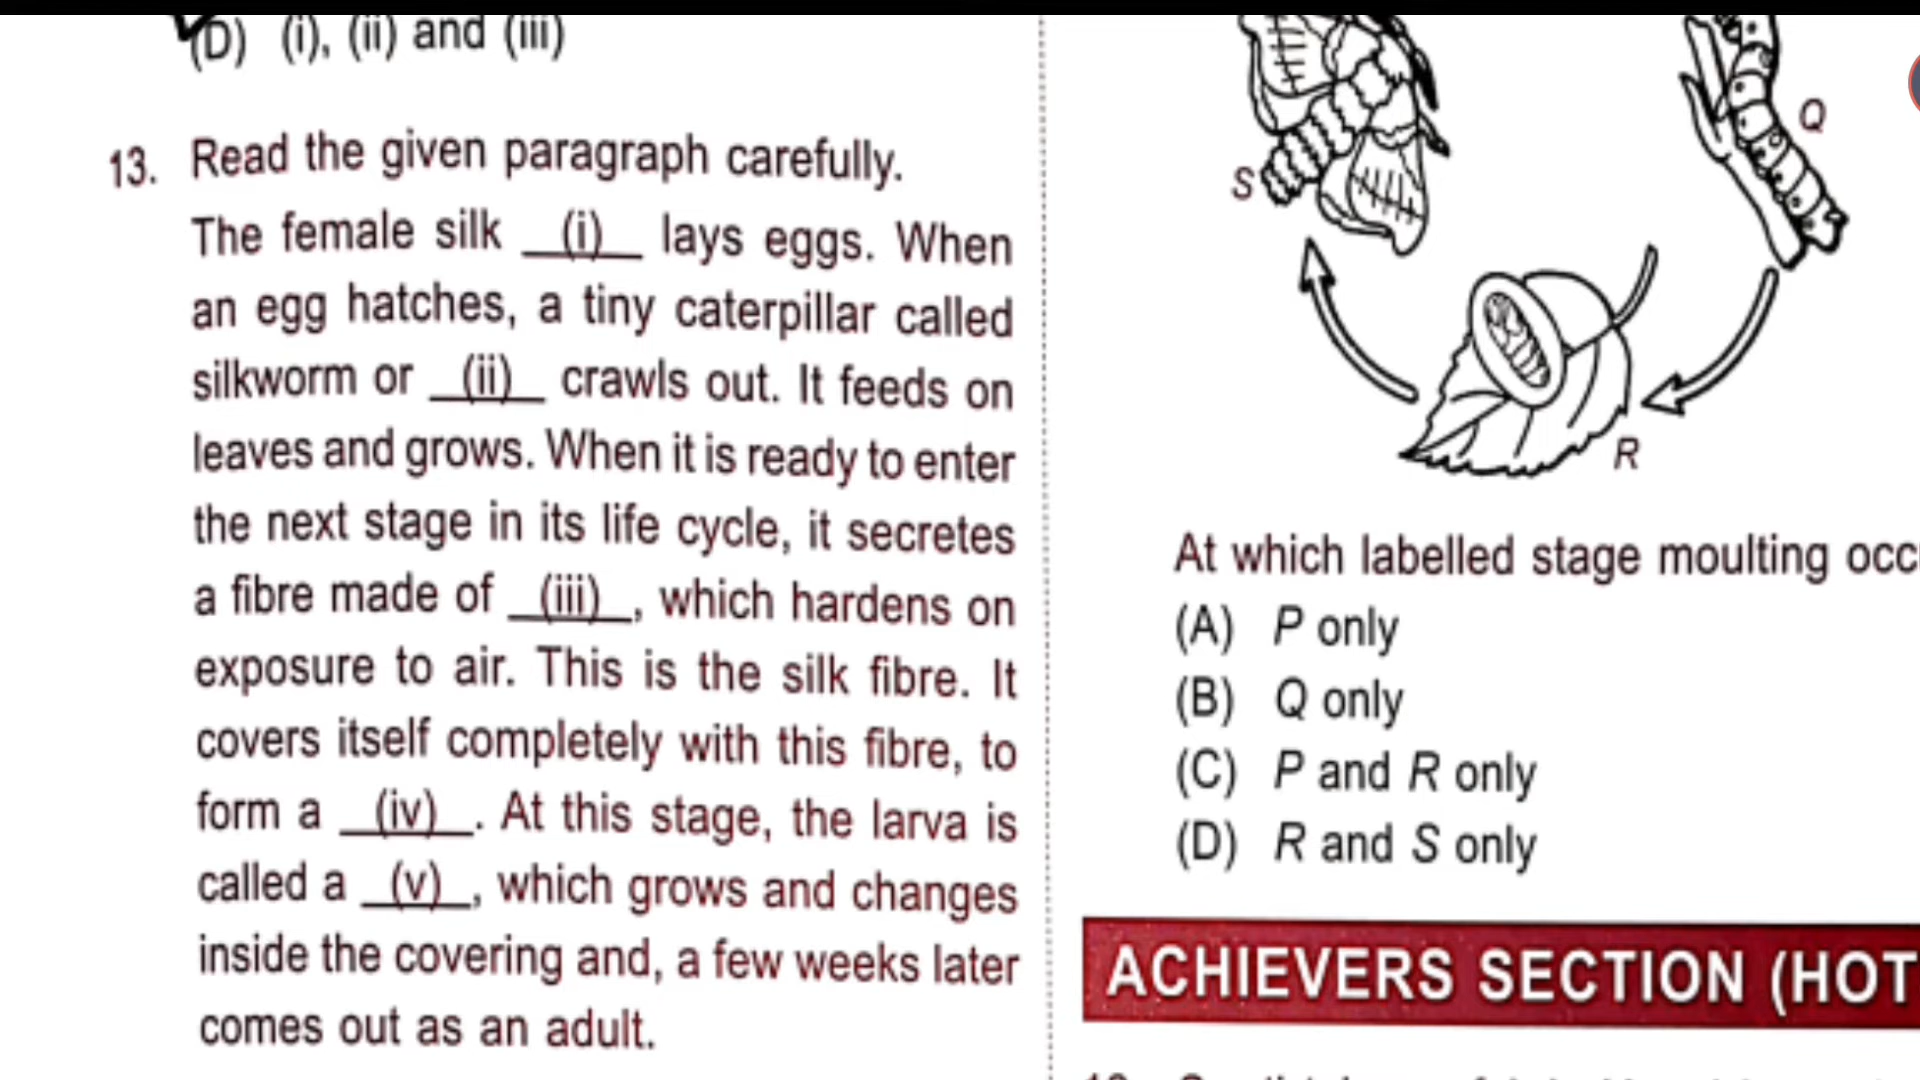 (D) (i), (ii) and (iii)
13. Read the given paragraph carefully.
The female silk (i) lays eggs. When
an egg hatches, a tiny caterpillar called
silkworm or (ii) crawls out. It feeds on
leaves and grows. When it is ready to enter
the next stage in its life cycle, it secretes
a fibre made of (iii), which hardens on
exposure to air. This is the silk fibre. It
covers itself completely with this fibre, to
form a (iv). At this stage, the larva is
called a (v), which grows and changes
inside the covering and, a few weeks later
comes out as an adult.
S
Q
R
At which labelled stage moulting
(A) P only
(B) Q only
(C) P and R only
(D) R and S only
ACHIEVERS SECTION (HOT